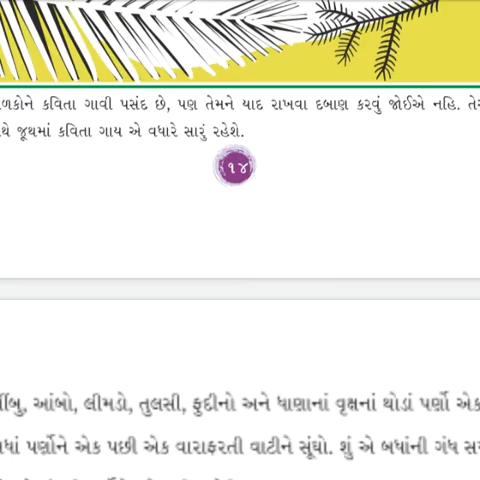 ળકોને કવિતા ગાવી પસંદ છે, પણ તેમને યાદ રાખવા દબાણ કરવું જોઈએ નહિ. તે
થે જૂથમાં કવિતા ગાય એ વધારે સારું રહેશે.
૧૪
ીંબુ, આંબો, લીમડો, તુલસી, ફુદીનો અને ધાણાનાં વૃક્ષનાં થોડાં પર્ણો એક
ધાં પર્ણોને એક પછી એક વારાફરતી વાટીને સૂંઘો. શું એ બધાંની ગંધ સ